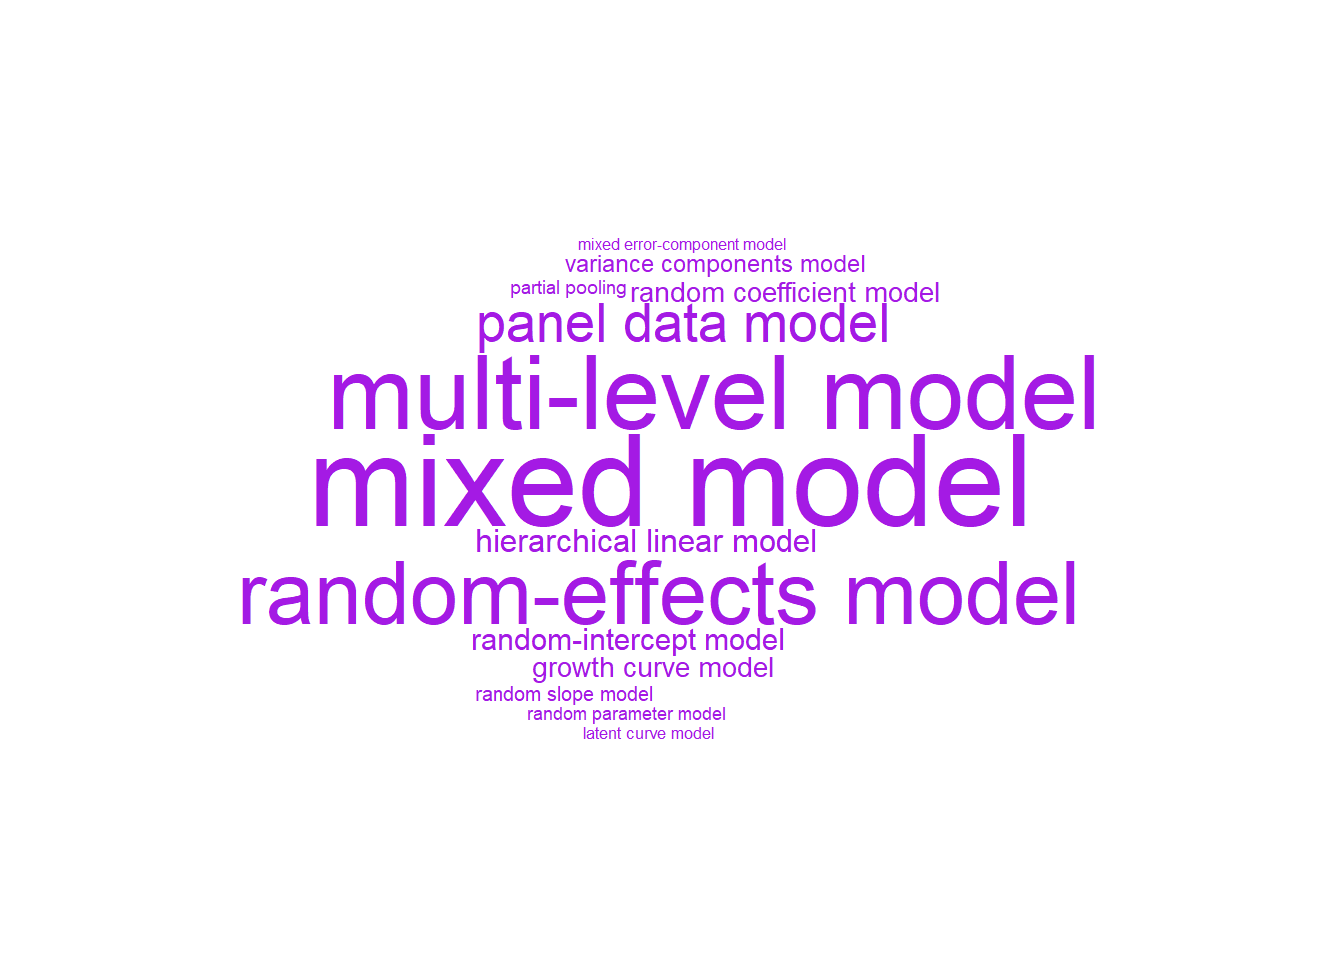 mixed error-component model
variance components model
partial pooling random coefficient model
panel data model
multi-level model
mixed model
hierarchical linear model
random-effects model
random-intercept model
growth curve model
random slope model
random parameter model
latent curve model